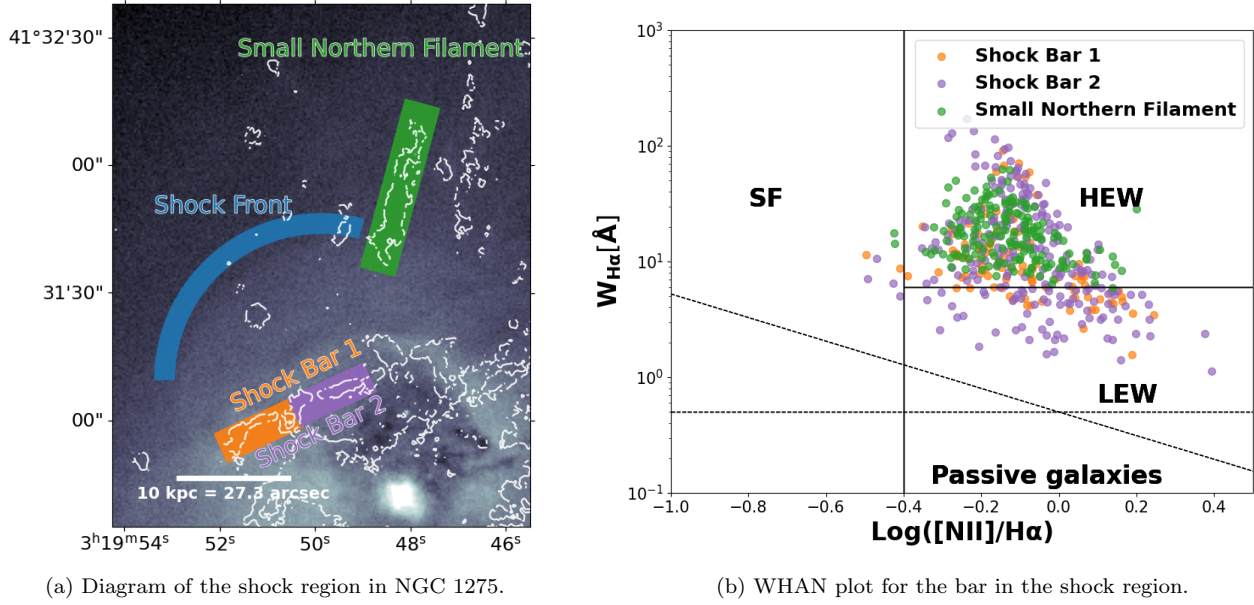 41°32'30"
00"
31'30"
00"
3ʰ19ᵐ54ˢ
52ˢ
50ˢ
48ˢ
46ˢ
Small Northern Filament
Shock Front
Shock Bar 1
Shock Bar 2
10 kpc = 27.3 arcsec
(a) Diagram of the shock region in NGC 1275.
W_Hα[Å]
10³
10²
10¹
10⁰
10⁻¹
Shock Bar 1
Shock Bar 2
Small Northern Filament
SF
HEW
LEW
Passive galaxies
−1.0
−0.8
−0.6
−0.4
−0.2
0.0
0.2
0.4
Log([NII]/Hα)
(b) WHAN plot for the bar in the shock region.